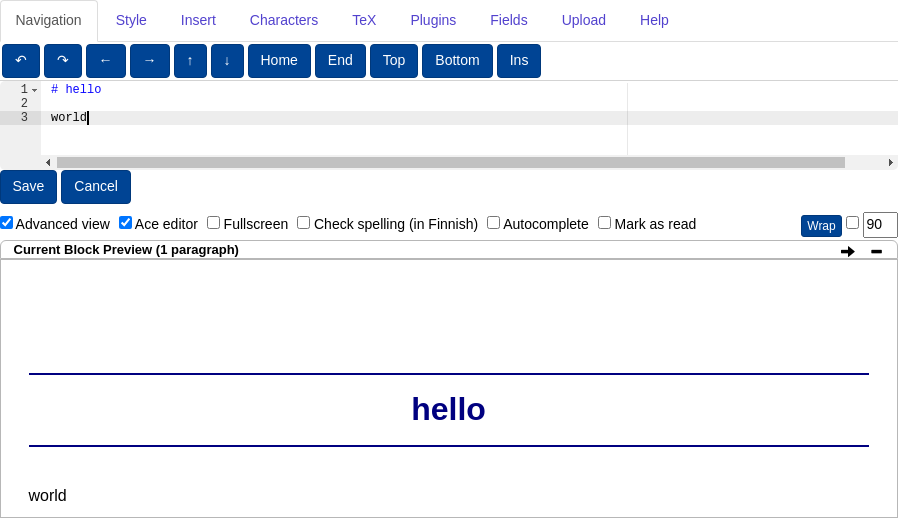 Navigation Style Insert Characters TeX Plugins Fields Upload Help
↶ ↷ ← → ↑ ↓ Home End Top Bottom Ins
1 # hello
2
3 world
Save Cancel
Advanced view Ace editor Fullscreen Check spelling (in Finnish) Autocomplete Mark as read Wrap 90
Current Block Preview (1 paragraph)
hello
world